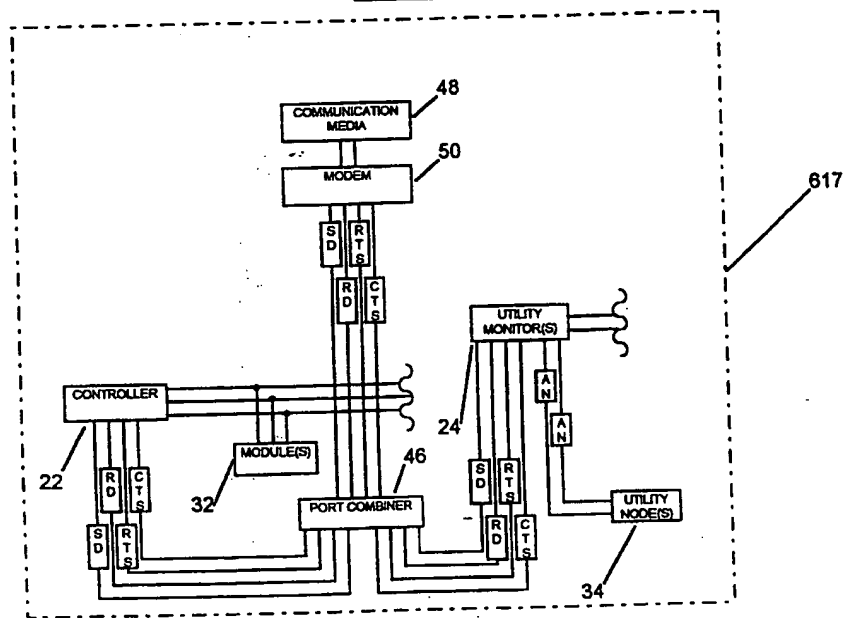 48
COMMUNICATION
MEDIA
50
MODEM
617
SD
RTS
RD
CTS
UTILITY
MONITOR(S)
AN
AN
24
CONTROLLER
22
MODULE(S)
32
46
PORT COMBINER
RD
CTS
SD
RTS
SD
RTS
RD
CTS
UTILITY
NODE(S)
34